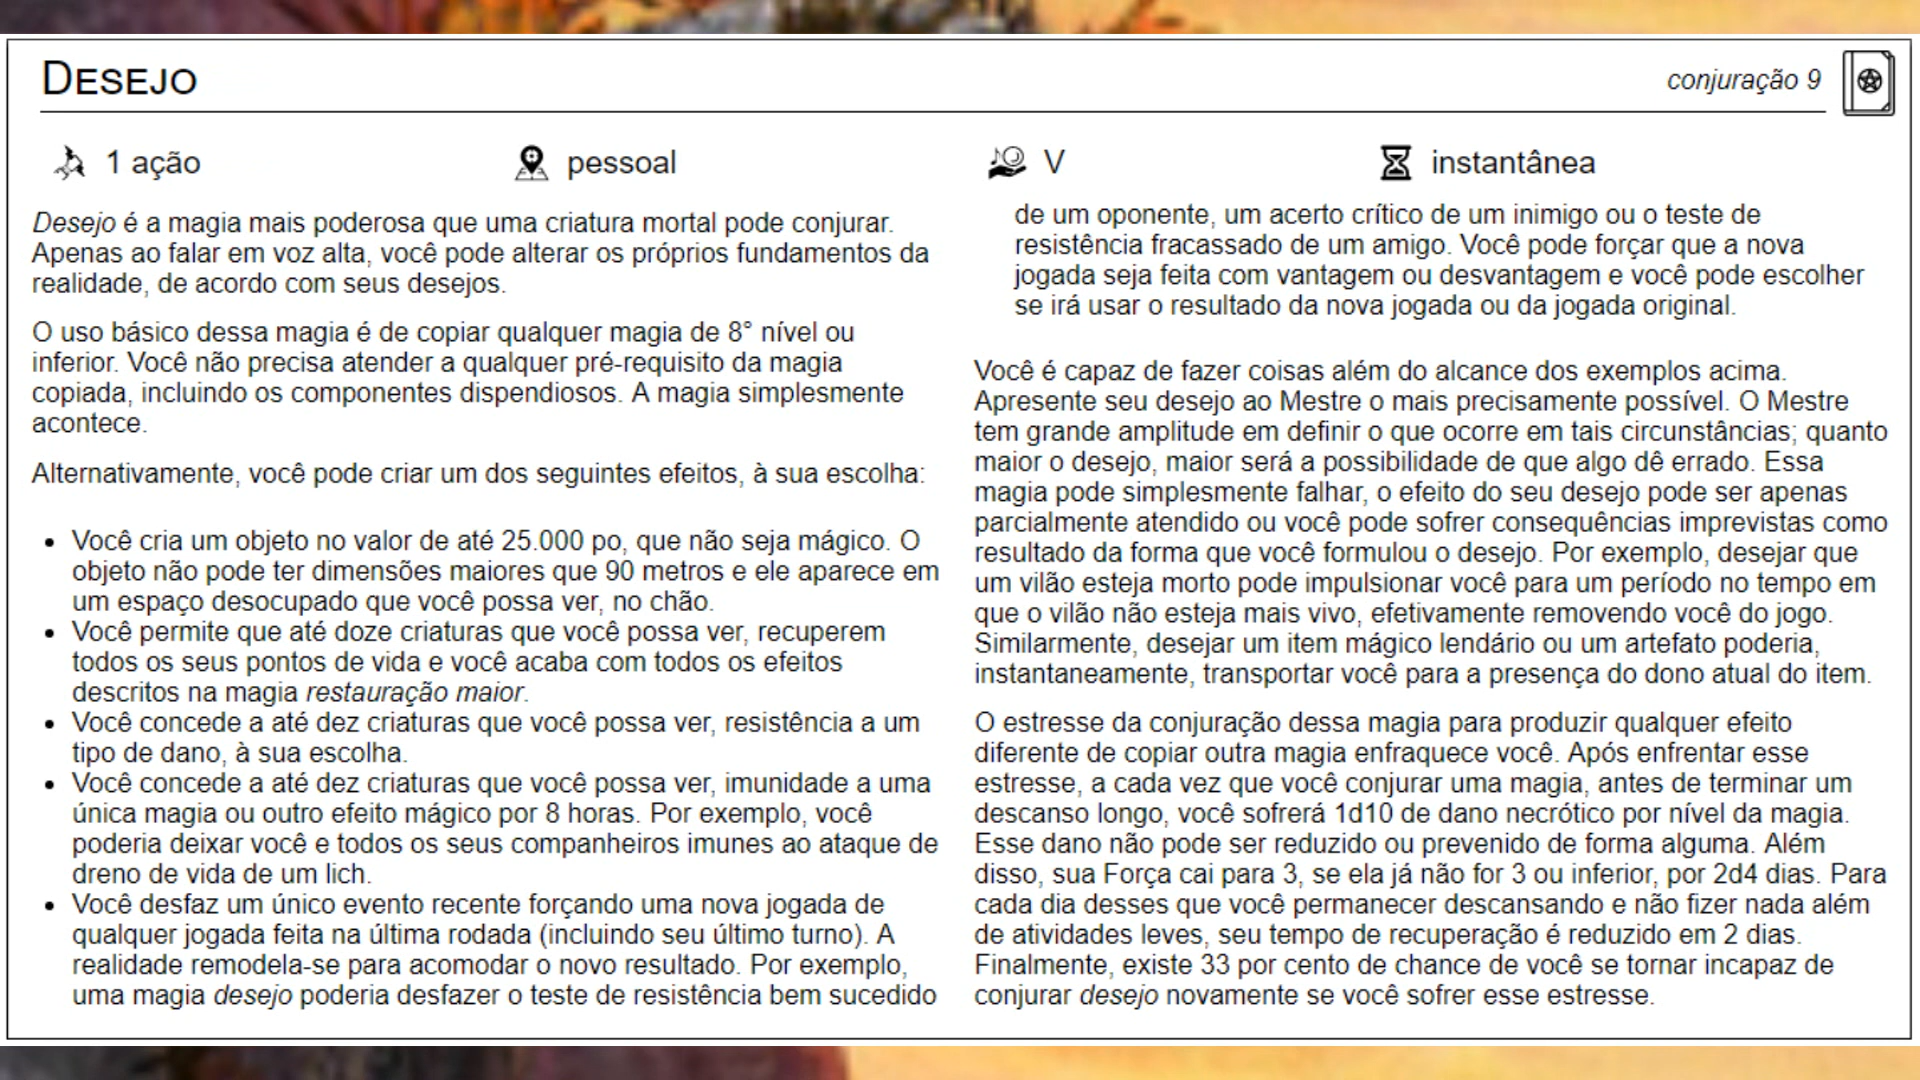 DESEJO
conjuração 9
1 ação
pessoal
V
instantânea
Desejo é a magia mais poderosa que uma criatura mortal pode conjurar.
Apenas ao falar em voz alta, você pode alterar os próprios fundamentos da
realidade, de acordo com seus desejos.
O uso básico dessa magia é de copiar qualquer magia de 8° nível ou
inferior. Você não precisa atender a qualquer pré-requisito da magia
copiada, incluindo os componentes dispendiosos. A magia simplesmente
acontece.
Alternativamente, você pode criar um dos seguintes efeitos, à sua escolha:
• Você cria um objeto no valor de até 25.000 po, que não seja mágico. O
objeto não pode ter dimensões maiores que 90 metros e ele aparece em
um espaço desocupado que você possa ver, no chão.
• Você permite que até doze criaturas que você possa ver, recuperem
todos os seus pontos de vida e você acaba com todos os efeitos
descritos na magia restauração maior.
• Você concede a até dez criaturas que você possa ver, resistência a um
tipo de dano, à sua escolha.
• Você concede a até dez criaturas que você possa ver, imunidade a uma
única magia ou outro efeito mágico por 8 horas. Por exemplo, você
poderia deixar você e todos os seus companheiros imunes ao ataque de
dreno de vida de um lich.
• Você desfaz um único evento recente forçando uma nova jogada de
qualquer jogada feita na última rodada (incluindo seu último turno). A
realidade remodela-se para acomodar o novo resultado. Por exemplo,
uma magia desejo poderia desfazer o teste de resistência bem sucedido
de um oponente, um acerto crítico de um inimigo ou o teste de
resistência fracassado de um amigo. Você pode forçar que a nova
jogada seja feita com vantagem ou desvantagem e você pode escolher
se irá usar o resultado da nova jogada ou da jogada original.
Você é capaz de fazer coisas além do alcance dos exemplos acima.
Apresente seu desejo ao Mestre o mais precisamente possível. O Mestre
tem grande amplitude em definir o que ocorre em tais circunstâncias; quanto
maior o desejo, maior será a possibilidade de que algo dê errado. Essa
magia pode simplesmente falhar, o efeito do seu desejo pode ser apenas
parcialmente atendido ou você pode sofrer consequências imprevistas como
resultado da forma que você formulou o desejo. Por exemplo, desejar que
um vilão esteja morto pode impulsionar você para um período no tempo em
que o vilão não esteja mais vivo, efetivamente removendo você do jogo.
Similarmente, desejar um item mágico lendário ou um artefato poderia,
instantaneamente, transportar você para a presença do dono atual do item.
O estresse da conjuração dessa magia para produzir qualquer efeito
diferente de copiar outra magia enfraquece você. Após enfrentar esse
estresse, a cada vez que você conjurar uma magia, antes de terminar um
descanso longo, você sofrerá 1d10 de dano necrótico por nível da magia.
Esse dano não pode ser reduzido ou prevenido de forma alguma. Além
disso, sua Força cai para 3, se ela já não for 3 ou inferior, por 2d4 dias. Para
cada dia desses que você permanecer descansando e não fizer nada além
de atividades leves, seu tempo de recuperação é reduzido em 2 dias.
Finalmente, existe 33 por cento de chance de você se tornar incapaz de
conjurar desejo novamente se você sofrer esse estresse.